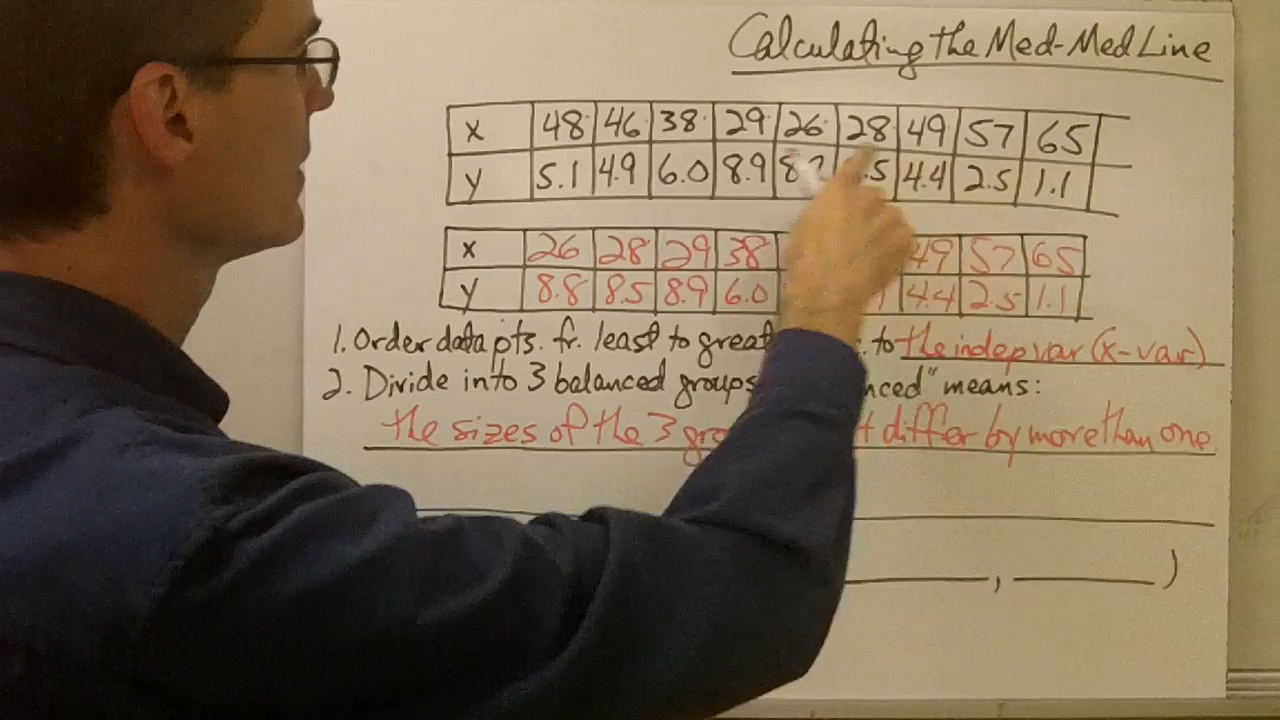 Calculating the Med-Med Line
x 48 46 38 29 26 28 49 57 65
y 5.1 4.9 6.0 8.9 .5 4.4 2.5 1.1
x 26 28 29 38 49 57 65
y 8.8 8.5 8.9 6.0 4.4 2.5 1.1
1. Order data pts. fr. least to great to the indep var (x-var)
2. Divide into 3 balanced groups nced" means:
the sizes of the 3 gro t differ by more than one
, )